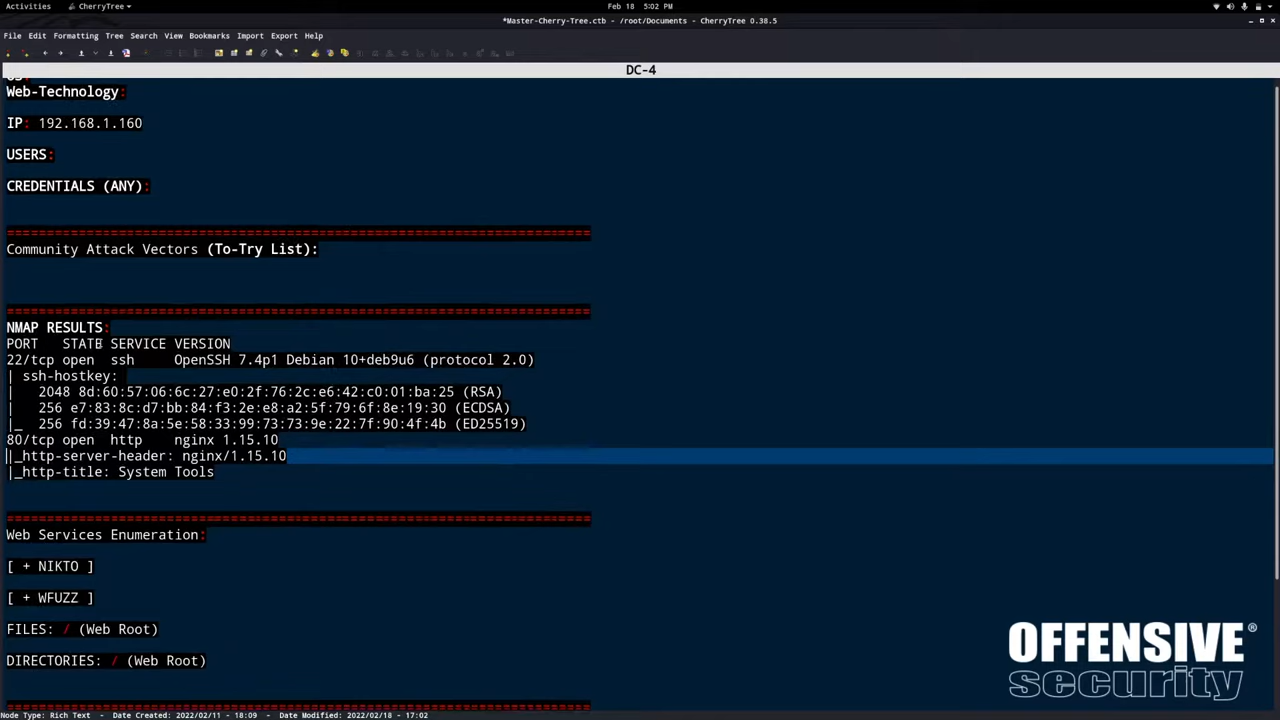 Activities CherryTree Feb 18 5:02 PM
*Master-Cherry-Tree.ctb - /root/Documents - CherryTree 0.38.5
File Edit Formatting Tree Search View Bookmarks Import Export Help
DC-4
OS:
Web-Technology:
IP: 192.168.1.160
USERS:
CREDENTIALS (ANY):
=========================================================================
Community Attack Vectors (To-Try List):
=========================================================================
NMAP RESULTS:
PORT   STATE SERVICE VERSION
22/tcp open  ssh     OpenSSH 7.4p1 Debian 10+deb9u6 (protocol 2.0)
| ssh-hostkey:
|   2048 8d:60:57:06:6c:27:e0:2f:76:2c:e6:42:c0:01:ba:25 (RSA)
|   256 e7:83:8c:d7:bb:84:f3:2e:e8:a2:5f:79:6f:8e:19:30 (ECDSA)
|_  256 fd:39:47:8a:5e:58:33:99:73:73:9e:22:7f:90:4f:4b (ED25519)
80/tcp open  http    nginx 1.15.10
|_http-server-header: nginx/1.15.10
|_http-title: System Tools
=========================================================================
Web Services Enumeration:
[ + NIKTO ]
[ + WFUZZ ]
FILES: / (Web Root)
DIRECTORIES: / (Web Root)
=========================================================================
OFFENSIVE®
security
Node Type: Rich Text  -  Date Created: 2022/02/11 - 18:09  -  Date Modified: 2022/02/18 - 17:02